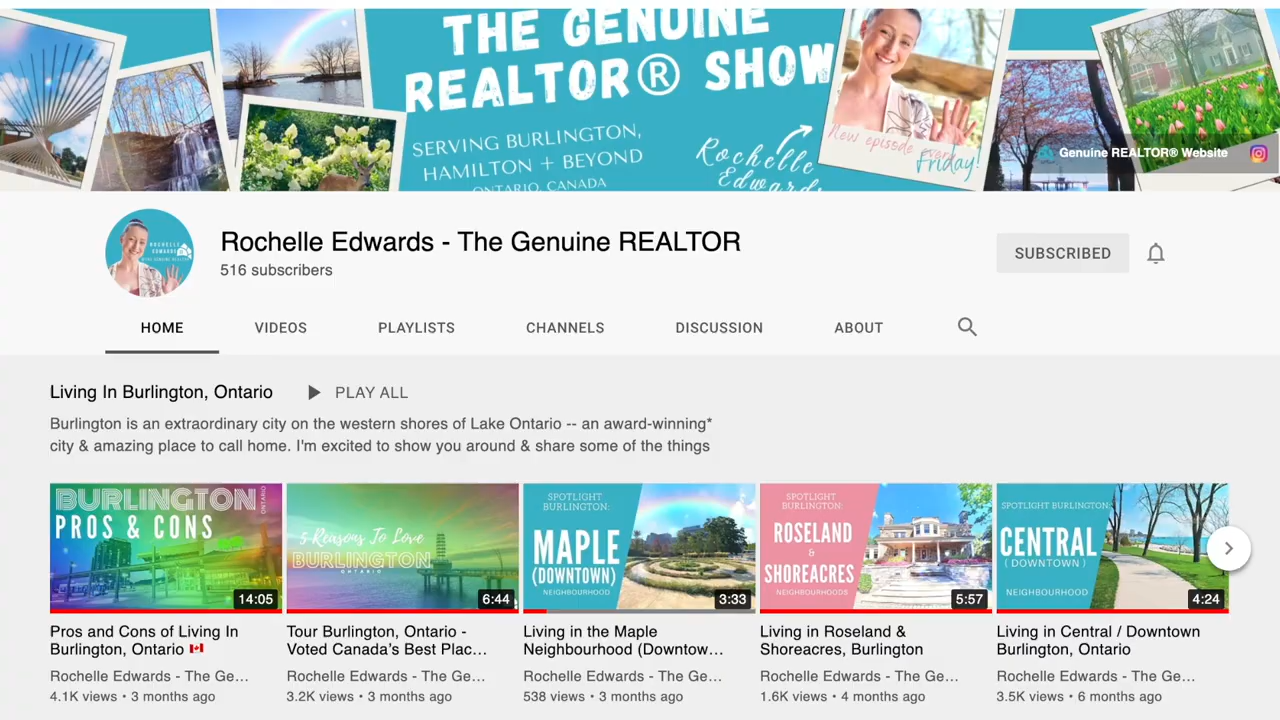 THE GENUINE
REALTOR® SHOW
SERVING BURLINGTON,
HAMILTON + BEYOND
ONTARIO, CANADA
Rochelle
Edwards
New episode every
Friday!
Genuine REALTOR® Website
ROCHELLE
EDWARDS
Rochelle Edwards - The Genuine REALTOR
516 subscribers
SUBSCRIBED
HOME VIDEOS PLAYLISTS CHANNELS DISCUSSION ABOUT
Living In Burlington, Ontario PLAY ALL
Burlington is an extraordinary city on the western shores of Lake Ontario -- an award-winning*
city & amazing place to call home. I'm excited to show you around & share some of the things
BURLINGTON
ONTARIO
PROS & CONS
14:05
5 Reasons To Love
BURLINGTON
ONTARIO
6:44
SPOTLIGHT
BURLINGTON:
MAPLE
(DOWNTOWN)
NEIGHBOURHOOD
3:33
SPOTLIGHT
BURLINGTON:
ROSELAND
&
SHOREACRES
NEIGHBOURHOODS
5:57
SPOTLIGHT BURLINGTON:
CENTRAL
(DOWNTOWN)
NEIGHBOURHOOD
4:24
Pros and Cons of Living In
Burlington, Ontario 🇨🇦
Rochelle Edwards - The Ge...
4.1K views • 3 months ago
Tour Burlington, Ontario -
Voted Canada's Best Plac...
Rochelle Edwards - The Ge...
3.2K views • 3 months ago
Living in the Maple
Neighbourhood (Downtow...
Rochelle Edwards - The Ge...
538 views • 3 months ago
Living in Roseland &
Shoreacres, Burlington
Rochelle Edwards - The Ge...
1.6K views • 4 months ago
Living in Central / Downtown
Burlington, Ontario
Rochelle Edwards - The Ge...
3.5K views • 6 months ago